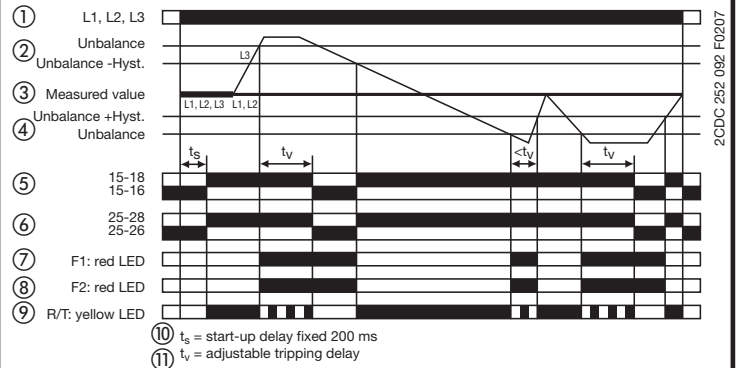 ① L1, L2, L3
② Unbalance
Unbalance -Hyst.
L3
③ Measured value
L1, L2, L3 L1, L2
Unbalance +Hyst.
④ Unbalance
ts tv <tv tv
⑤ 15-18
15-16
⑥ 25-28
25-26
⑦ F1: red LED
⑧ F2: red LED
⑨ R/T: yellow LED
⑩ ts = start-up delay fixed 200 ms
⑪ tv = adjustable tripping delay
2CDC 252 092 F0207